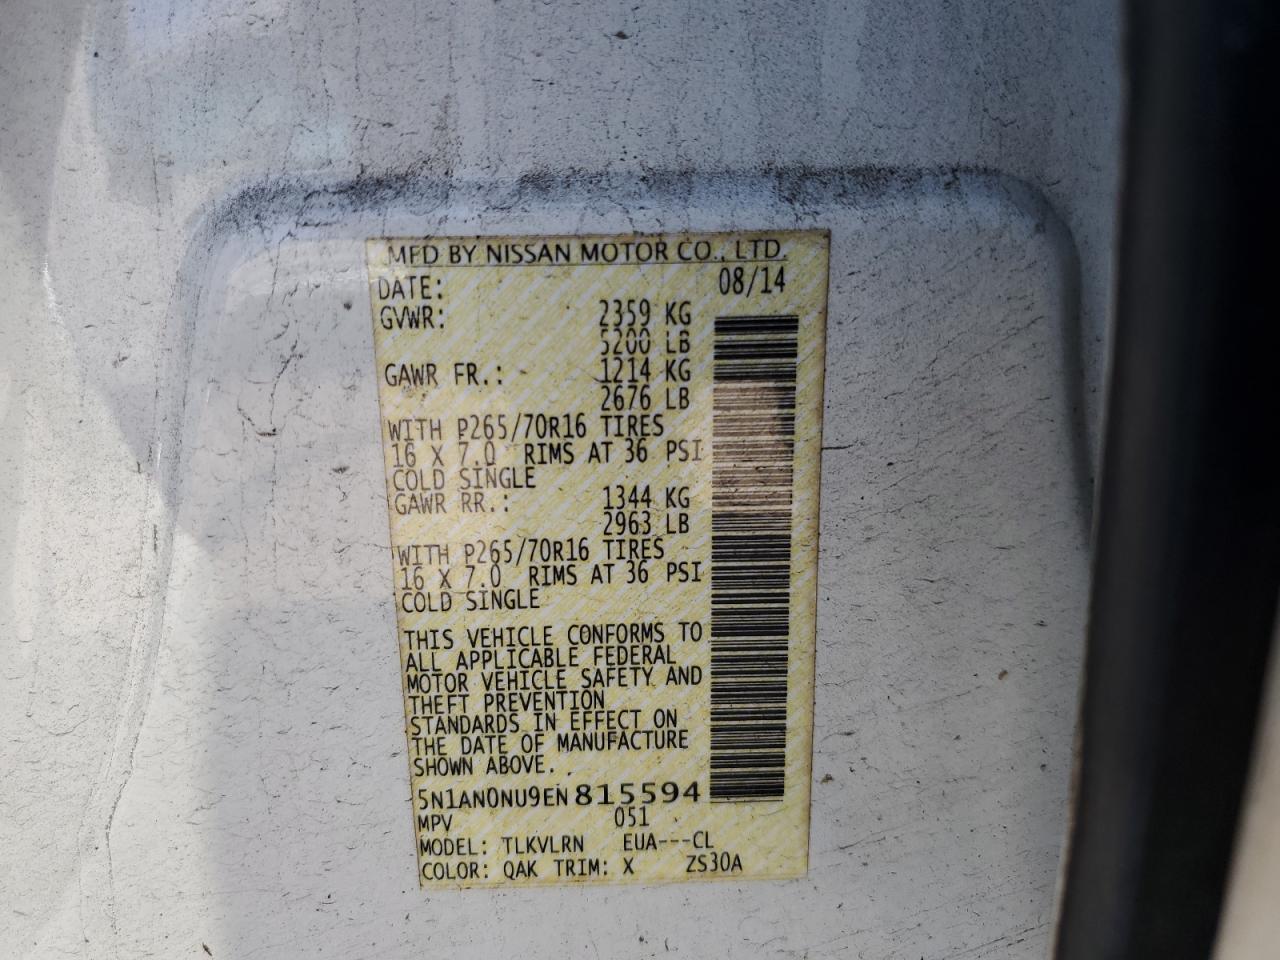 MFD BY NISSAN MOTOR CO., LTD.
DATE: 08/14
GVWR: 2359 KG
5200 LB
GAWR FR.: 1214 KG
2676 LB
WITH P265/70R16 TIRES
16 X 7.0 RIMS AT 36 PSI
COLD SINGLE
GAWR RR.: 1344 KG
2963 LB
WITH P265/70R16 TIRES
16 X 7.0 RIMS AT 36 PSI
COLD SINGLE
THIS VEHICLE CONFORMS TO
ALL APPLICABLE FEDERAL
MOTOR VEHICLE SAFETY AND
THEFT PREVENTION
STANDARDS IN EFFECT ON
THE DATE OF MANUFACTURE
SHOWN ABOVE.
5N1AN0NU9EN815594
MPV 051
MODEL: TLKVLRN EUA---CL
COLOR: QAK TRIM: X ZS30A